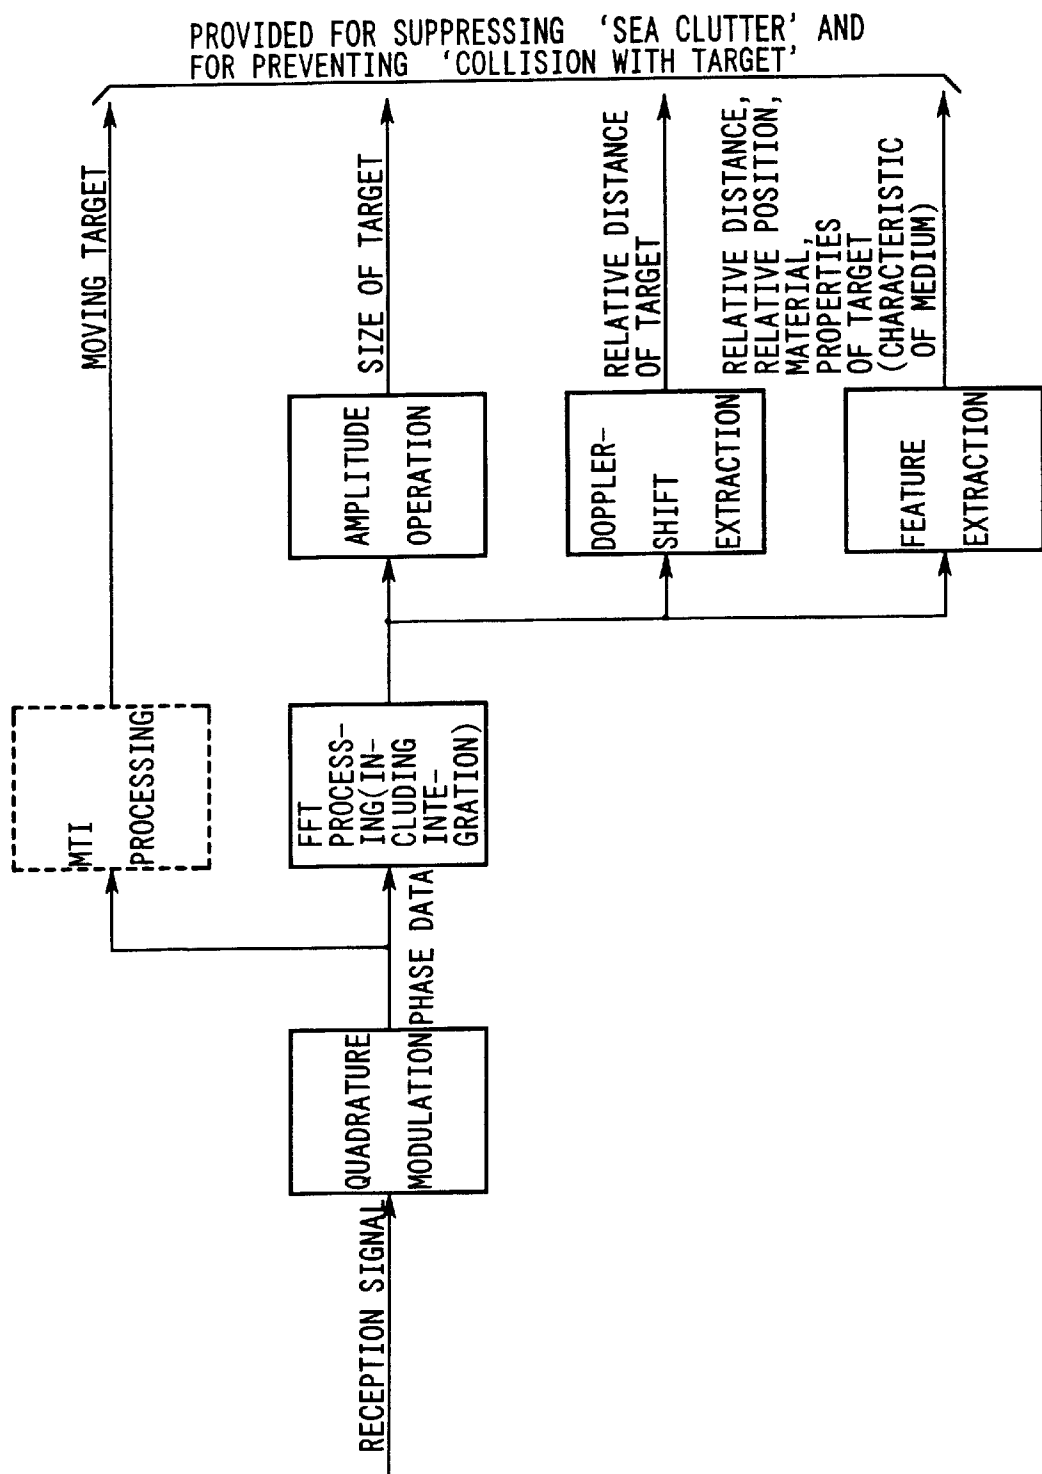 PROVIDED FOR SUPPRESSING 'SEA CLUTTER' AND
FOR PREVENTING 'COLLISION WITH TARGET'
MOVING TARGET
SIZE OF TARGET
RELATIVE DISTANCE
OF TARGET
RELATIVE DISTANCE,
RELATIVE POSITION,
MATERIAL,
PROPERTIES
OF TARGET
(CHARACTERISTIC
OF MEDIUM)
AMPLITUDE
OPERATION
DOPPLER-
SHIFT
EXTRACTION
FEATURE
EXTRACTION
MTI
PROCESSING
FFT
PROCESS-
ING(IN-
CLUDING
INTE-
GRATION)
PHASE DATA
QUADRATURE
MODULATION
RECEPTION SIGNAL